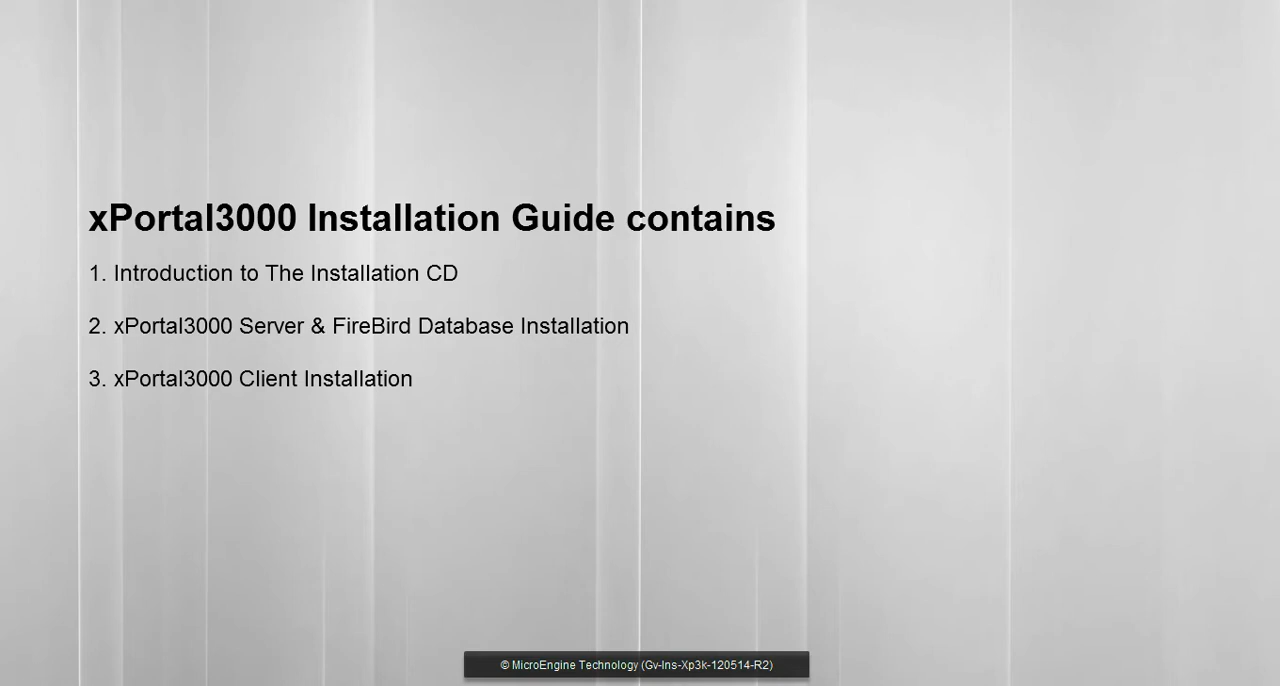 xPortal3000 Installation Guide contains
1. Introduction to The Installation CD
2. xPortal3000 Server & FireBird Database Installation
3. xPortal3000 Client Installation
© MicroEngine Technology (Gv-Ins-Xp3k-120514-R2)